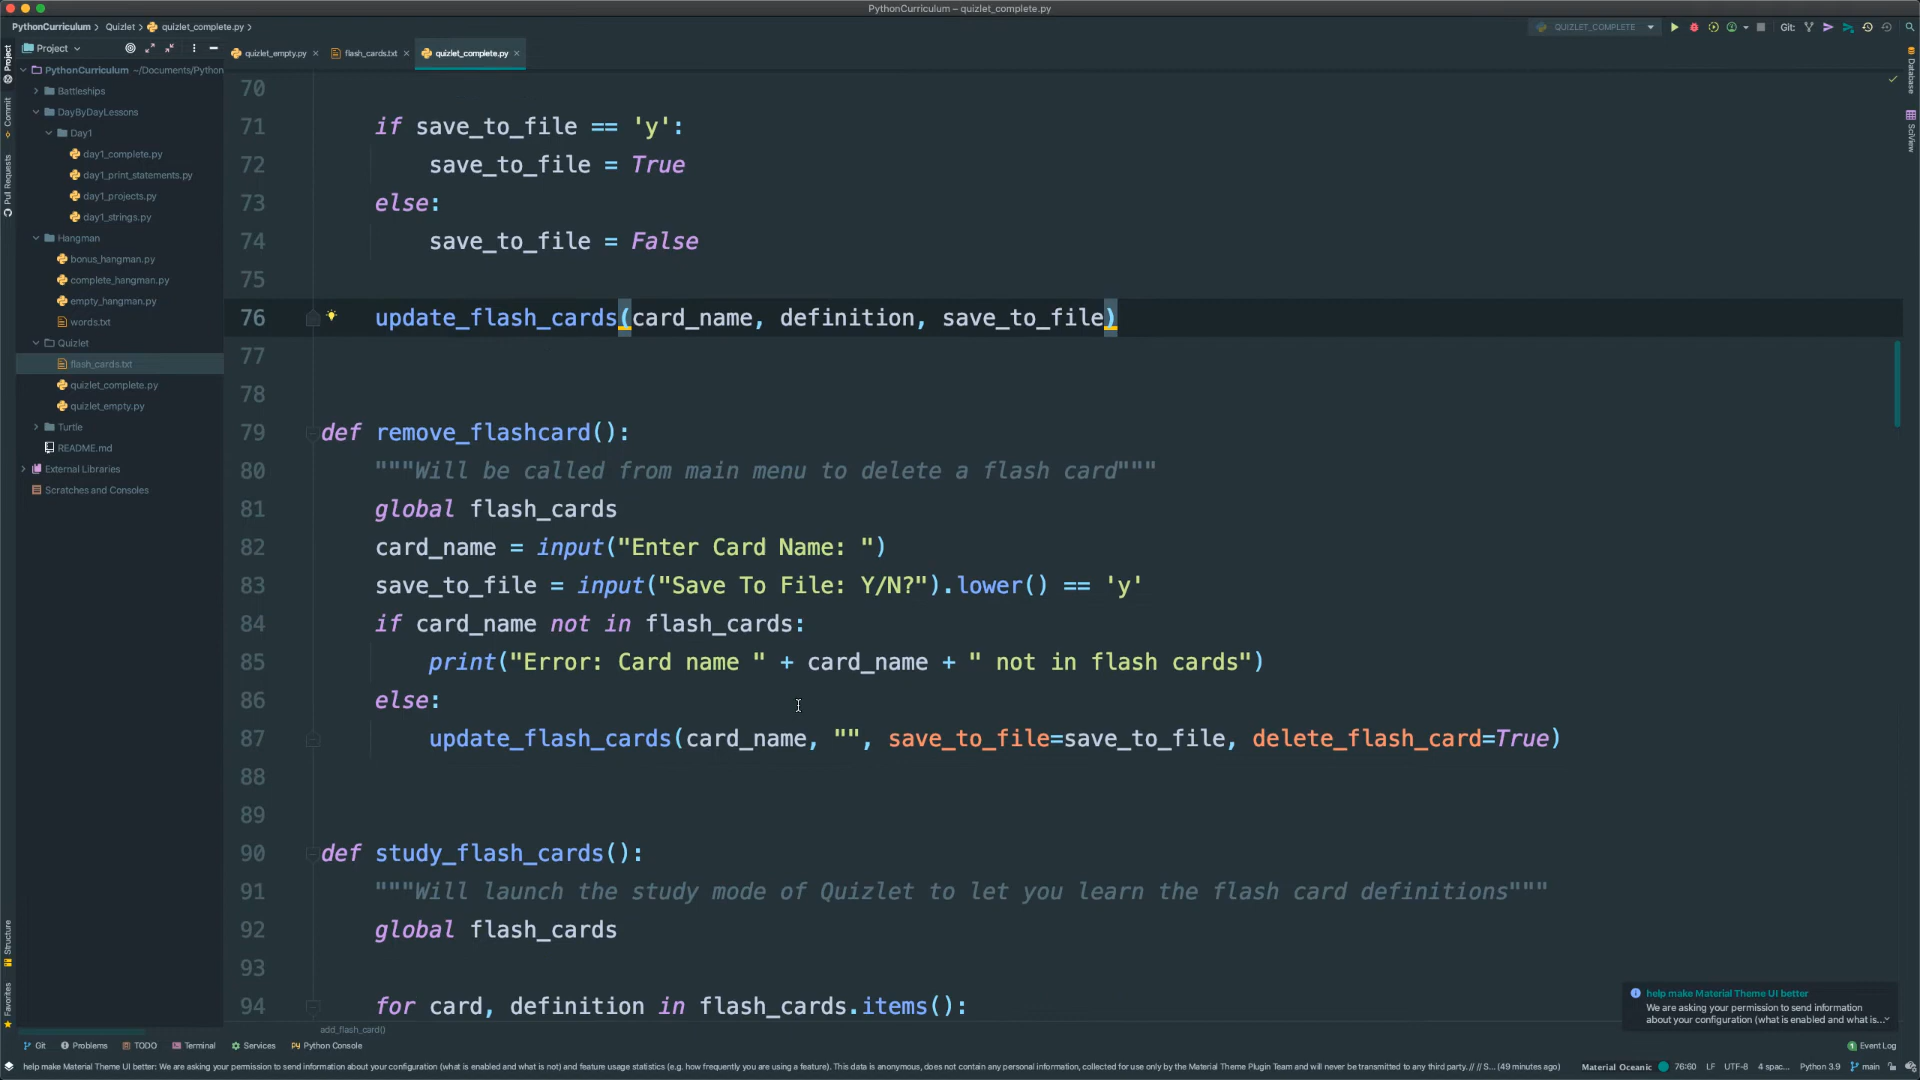 PythonCurriculum – quizlet_complete.py
PythonCurriculum
Quizlet
quizlet_complete.py
QUIZLET_COMPLETE
Git:
Project
quizlet_empty.py
flash_cards.txt
quizlet_complete.py
Project
Commit
Pull Requests
Structure
Favorites
PythonCurriculum ~/Documents/Python
Battleships
DayByDayLessons
Day1
day1_complete.py
day1_print_statements.py
day1_projects.py
day1_strings.py
Hangman
bonus_hangman.py
complete_hangman.py
empty_hangman.py
words.txt
Quizlet
flash_cards.txt
quizlet_complete.py
quizlet_empty.py
Turtle
README.md
External Libraries
Scratches and Consoles
70
71 if save_to_file == 'y':
72 save_to_file = True
73 else:
74 save_to_file = False
75
76 update_flash_cards(card_name, definition, save_to_file)
77
78
79 def remove_flashcard():
80 """Will be called from main menu to delete a flash card"""
81 global flash_cards
82 card_name = input("Enter Card Name: ")
83 save_to_file = input("Save To File: Y/N?").lower() == 'y'
84 if card_name not in flash_cards:
85 print("Error: Card name " + card_name + " not in flash cards")
86 else:
87 update_flash_cards(card_name, "", save_to_file=save_to_file, delete_flash_card=True)
88
89
90 def study_flash_cards():
91 """Will launch the study mode of Quizlet to let you learn the flash card definitions"""
92 global flash_cards
93
94 for card, definition in flash_cards.items():
add_flash_card()
Database
SciView
help make Material Theme UI better
We are asking your permission to send information
about your configuration (what is enabled and what is...
Git
Problems
TODO
Terminal
Services
Python Console
1 Event Log
help make Material Theme UI better: We are asking your permission to send information about your configuration (what is enabled and what is not) and feature usage statistics (e.g. how frequently you are using a feature). This data is anonymous, does not contain any personal information, collected for use only by the Material Theme Plugin Team and will never be transmitted to any third party. // // S... (49 minutes ago)
Material Oceanic
76:60
LF
UTF-8
4 spac...
Python 3.9
main